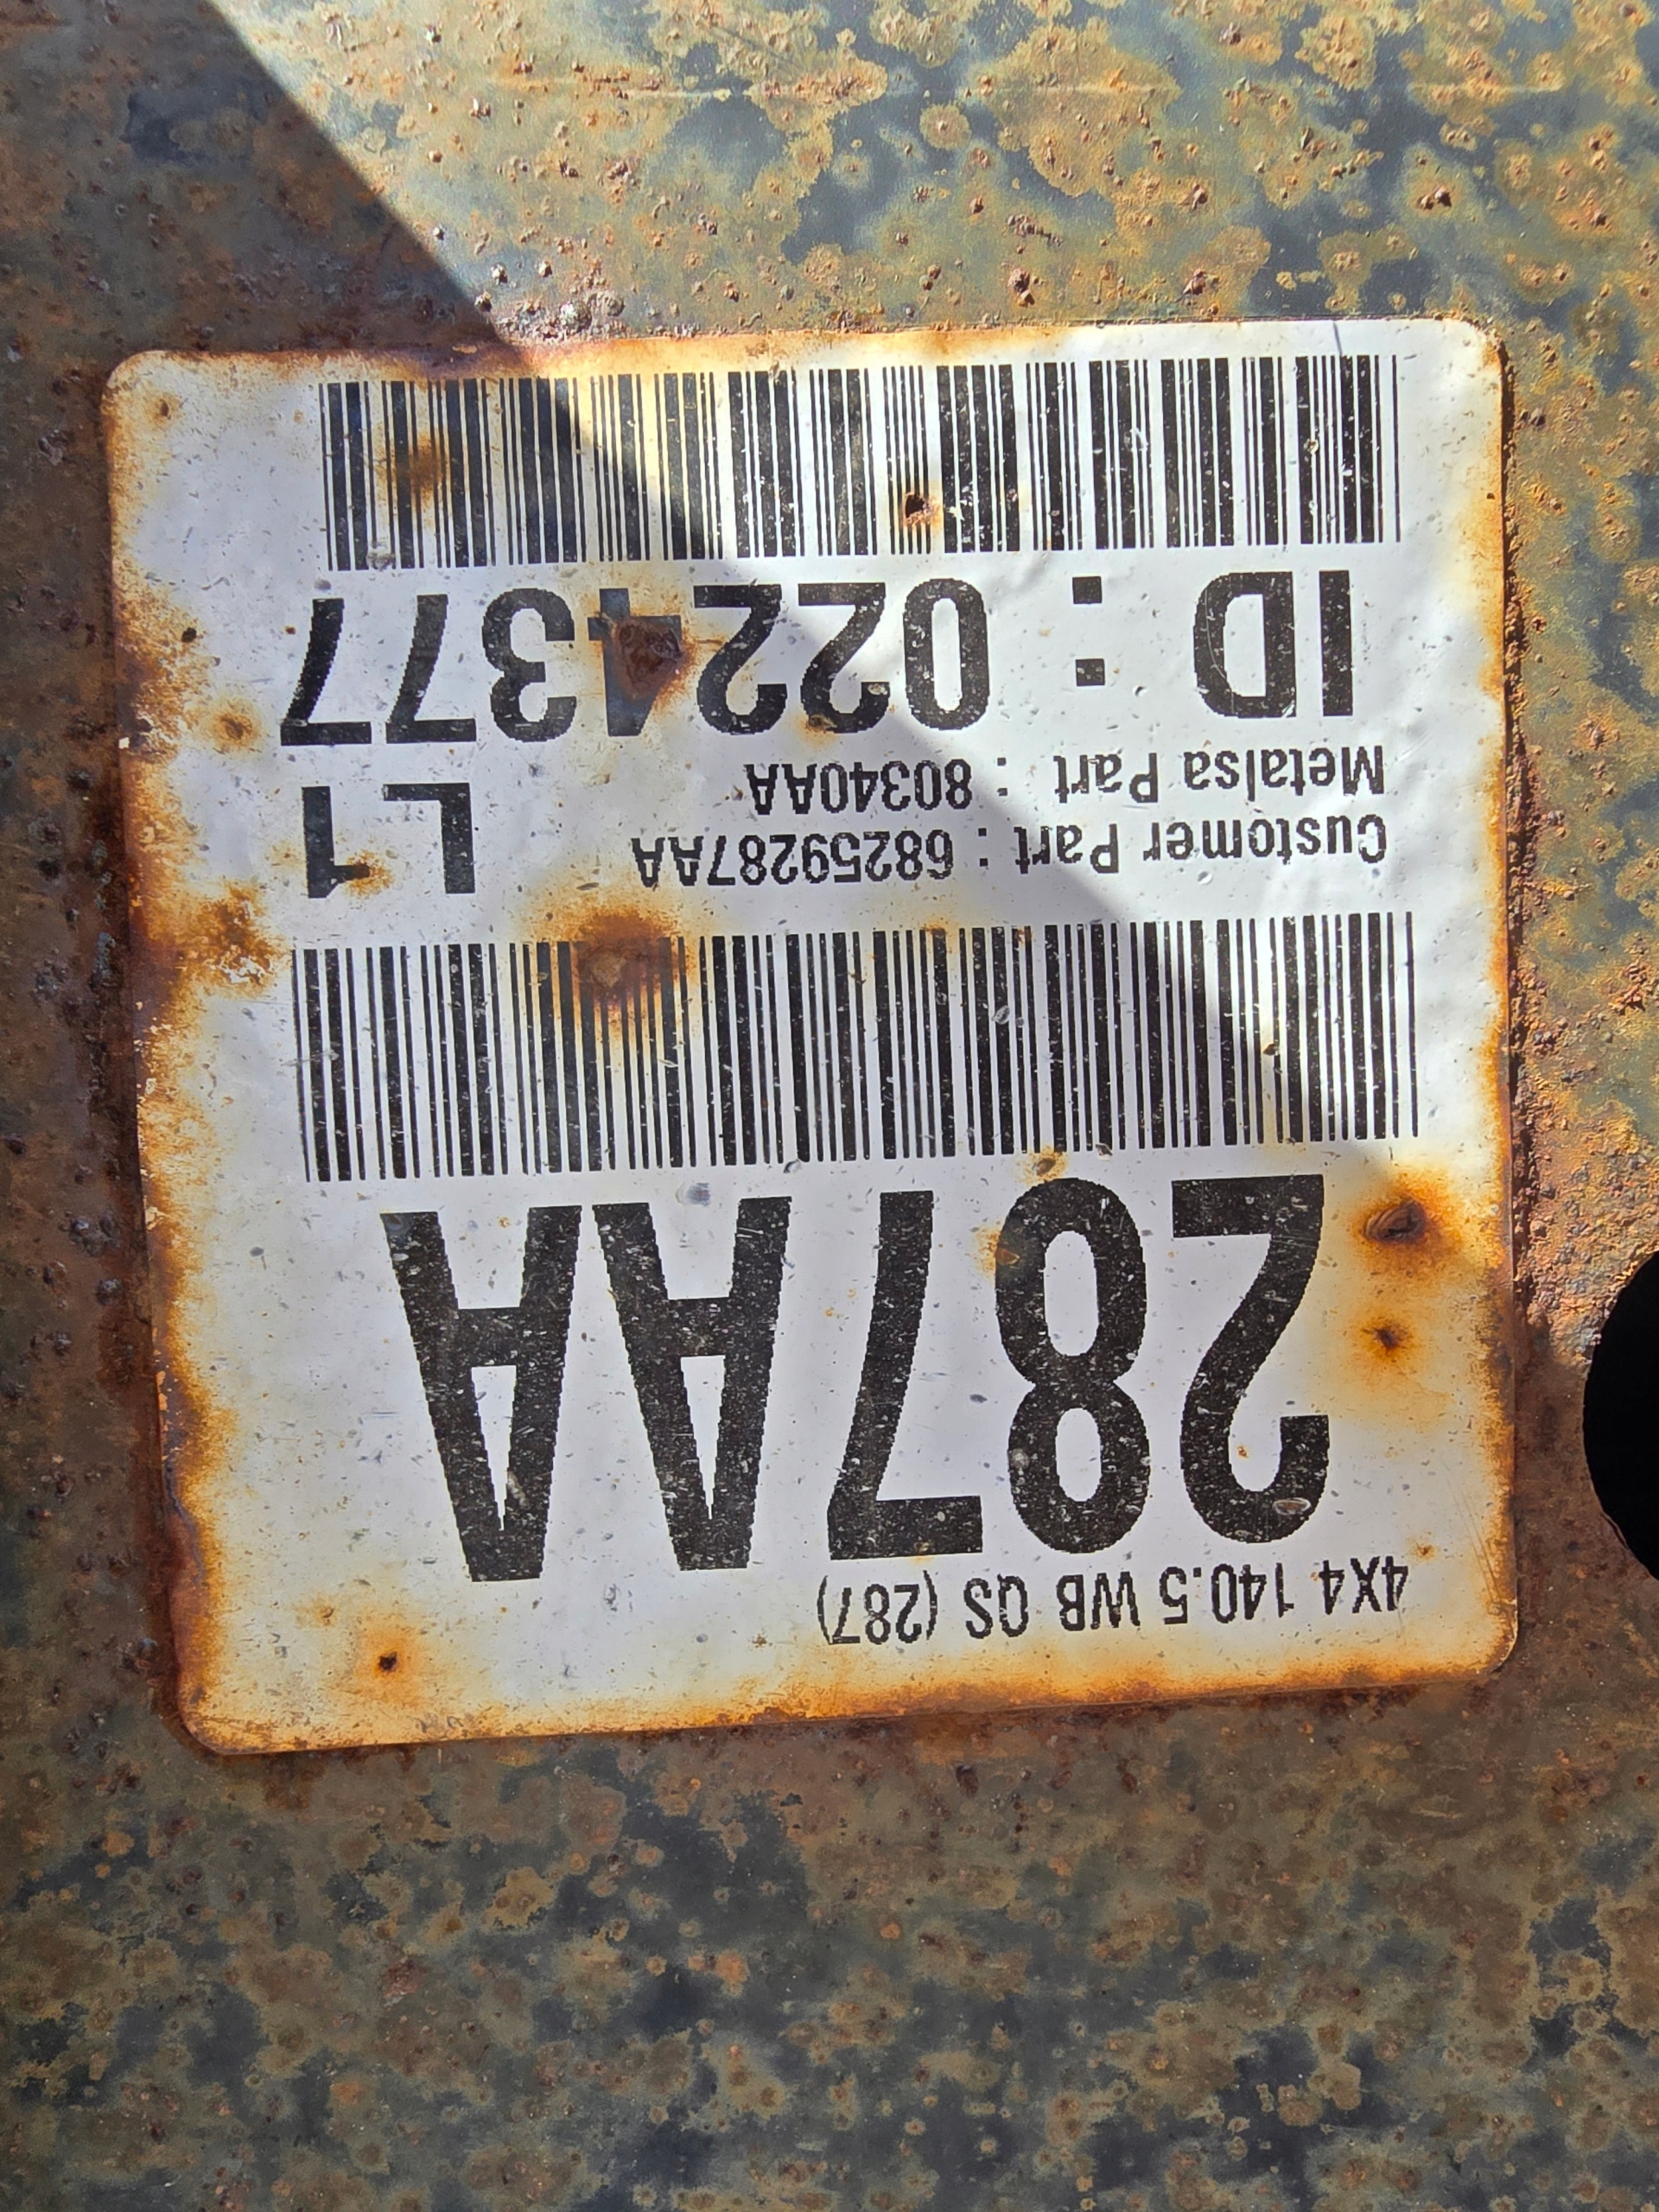 4X4 140.5 WB QS (287)
287AA
Customer Part : 68259287AA
Metalsa Part : 80340AA
L1
ID : 0224377